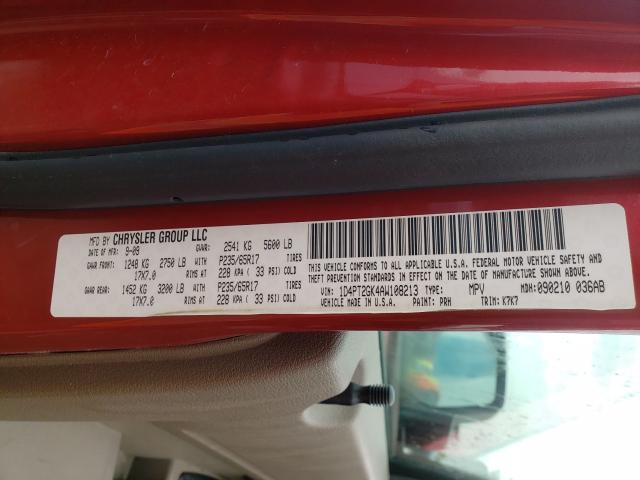 MFD BY CHRYSLER GROUP LLC
DATE OF MFR: 9-09 GVWR: 2541 KG 5600 LB
GAWR FRONT: 1248 KG 2750 LB WITH P235/65R17 TIRES
17X7.0 RIMS AT 228 KPA ( 33 PSI) COLD
GAWR REAR: 1452 KG 3200 LB WITH P235/65R17 TIRES
17X7.0 RIMS AT 228 KPA ( 33 PSI) COLD
THIS VEHICLE CONFORMS TO ALL APPLICABLE U.S.A. FEDERAL MOTOR VEHICLE SAFETY,
BUMPER, AND THEFT PREVENTION STANDARDS IN EFFECT ON THE DATE OF MANUFACTURE SHOWN ABOVE.
VIN: 1D4PT2GK4AW108213 TYPE: MPV MDH: 090210 036AB
VEHICLE MADE IN U.S.A. PAINT: PRH TRIM: K7K7